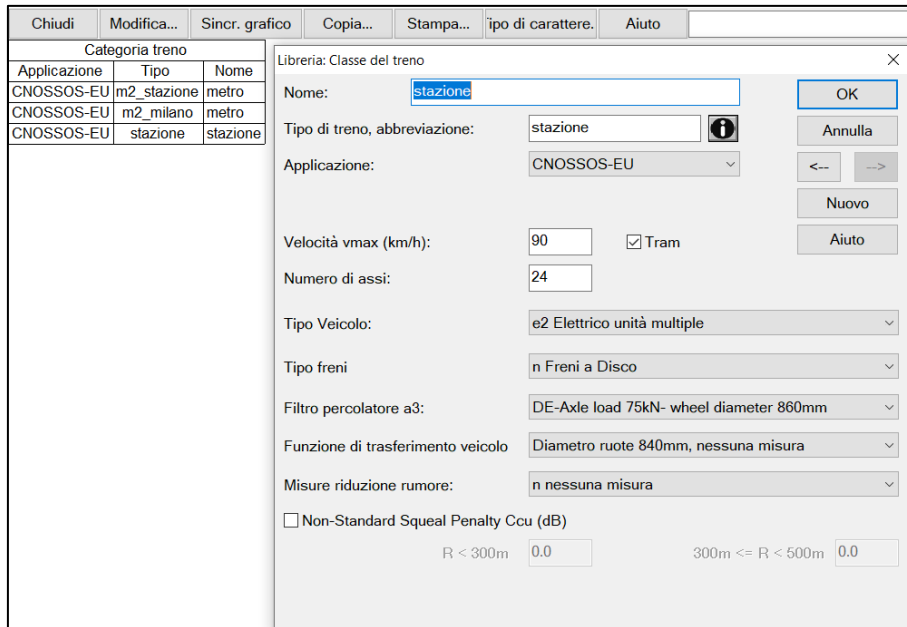 Chiudi Modifica... Sincr. grafico Copia... Stampa... Tipo di carattere. Aiuto
Categoria treno
Applicazione Tipo Nome
CNOSSOS-EU m2_stazione metro
CNOSSOS-EU m2_milano metro
CNOSSOS-EU stazione stazione
Libreria: Classe del treno
Nome: stazione OK
Tipo di treno, abbreviazione: stazione Annulla
Applicazione: CNOSSOS-EU <-- -->
Nuovo
Velocità vmax (km/h): 90 Tram Aiuto
Numero di assi: 24
Tipo Veicolo: e2 Elettrico unità multiple
Tipo freni n Freni a Disco
Filtro percolatore a3: DE-Axle load 75kN- wheel diameter 860mm
Funzione di trasferimento veicolo Diametro ruote 840mm, nessuna misura
Misure riduzione rumore: n nessuna misura
Non-Standard Squeal Penalty Ccu (dB)
R < 300m 0.0 300m <= R < 500m 0.0